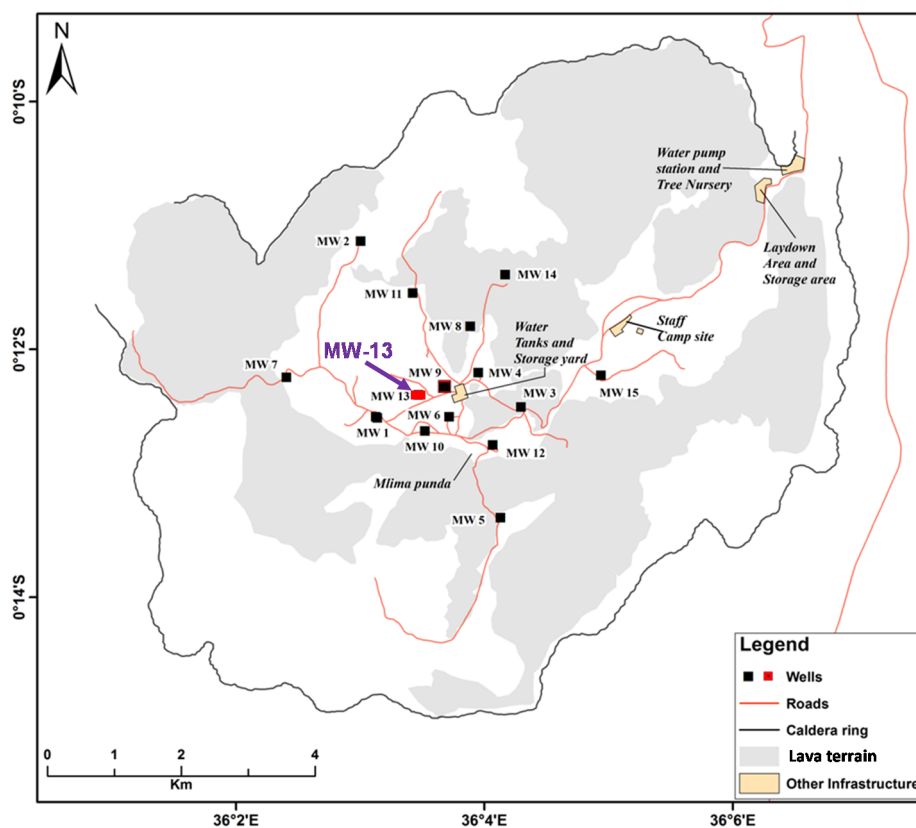 N
0°10'S
0°12'S
0°14'S
Water pump
station and
Tree Nursery
Laydown
Area and
Storage area
MW 2
MW 14
MW 11
MW 8
Water
Tanks and
Storage yard
Staff
Camp site
MW-13
MW 7
MW 9
MW 4
MW 13
MW 3
MW 15
MW 6
MW 1
MW 10
MW 12
Mlima punda
MW 5
Legend
Wells
Roads
Caldera ring
Lava terrain
Other Infrastructure
0 1 2 3 4
Km
36°2'E 36°4'E 36°6'E